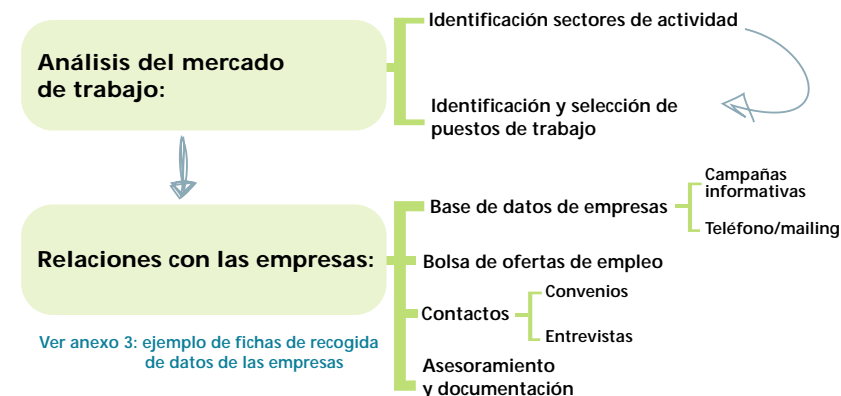 Análisis del mercado
de trabajo:
Identificación sectores de actividad
Identificación y selección de
puestos de trabajo
Relaciones con las empresas:
Base de datos de empresas
Campañas
informativas
Teléfono/mailing
Bolsa de ofertas de empleo
Contactos
Convenios
Entrevistas
Asesoramiento
y documentación
Ver anexo 3: ejemplo de fichas de recogida
de datos de las empresas